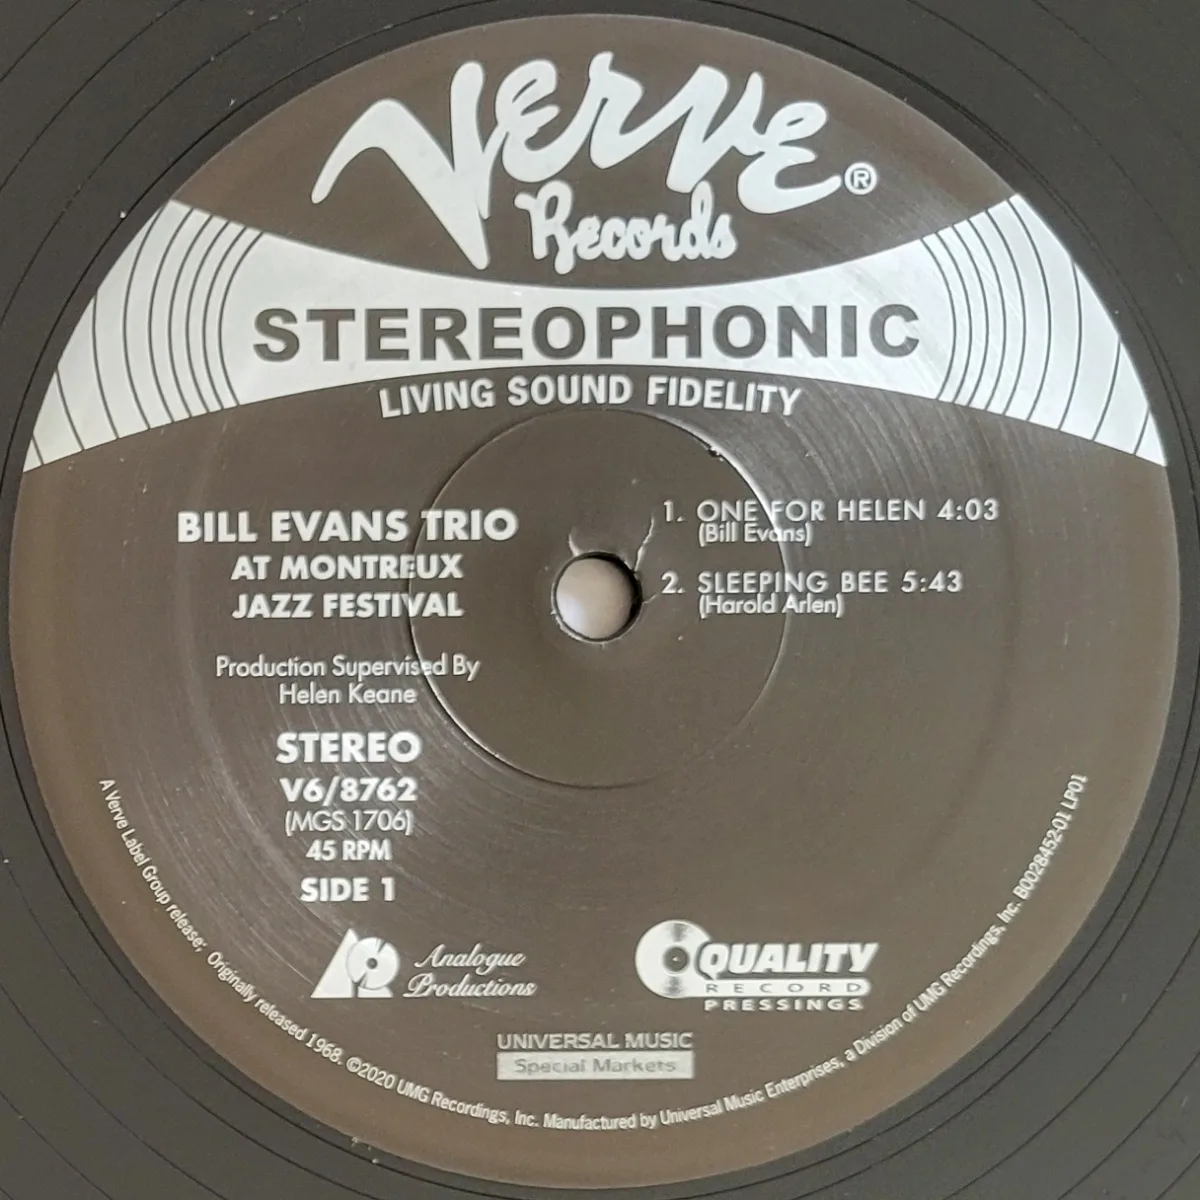 Verve®
Records
STEREOPHONIC
LIVING SOUND FIDELITY
BILL EVANS TRIO
AT MONTREUX
JAZZ FESTIVAL
Production Supervised By
Helen Keane
STEREO
V6/8762
(MGS 1706)
45 RPM
SIDE 1
1. ONE FOR HELEN 4:03
(Bill Evans)
2. SLEEPING BEE 5:43
(Harold Arlen)
Analogue
Productions
QUALITY
RECORD
PRESSINGS
UNIVERSAL MUSIC
Special Markets
A Verve Label Group release; Originally released 1968. ©2020 UMG Recordings, Inc. Manufactured by Universal Music Enterprises, a Division of UMG Recordings, Inc. B0028452-01 LP01